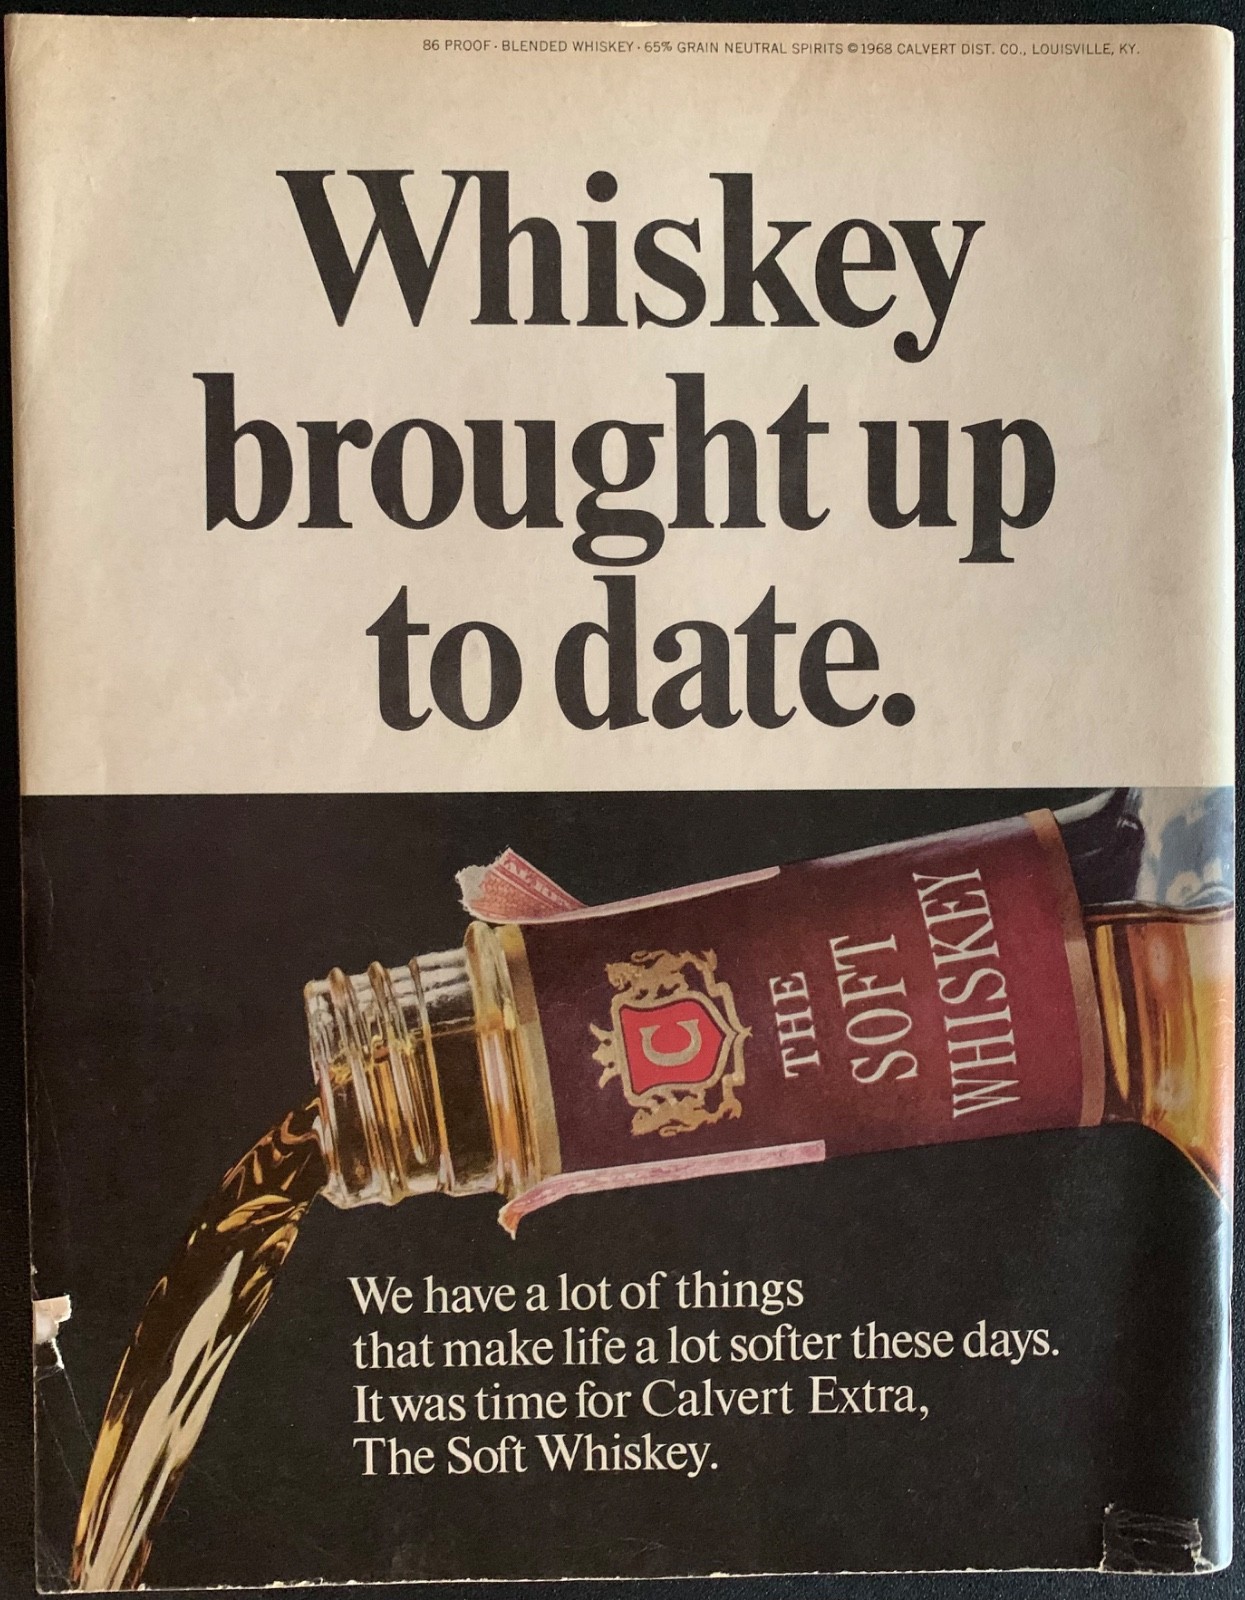 86 PROOF · BLENDED WHISKEY · 65% GRAIN NEUTRAL SPIRITS © 1968 CALVERT DIST. CO., LOUISVILLE, KY.
Whiskey
brought up
to date.
C
THE
SOFT
WHISKEY
We have a lot of things
that make life a lot softer these days.
It was time for Calvert Extra,
The Soft Whiskey.